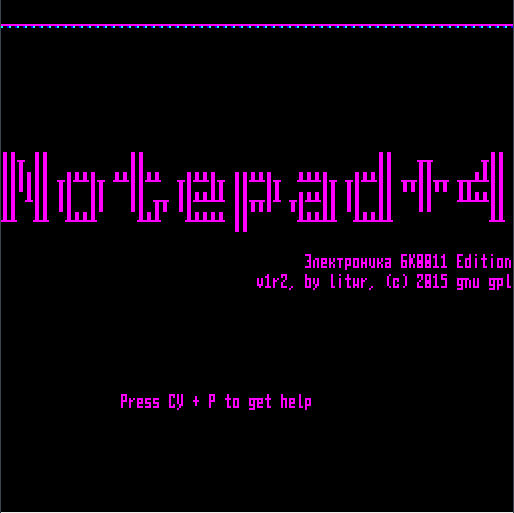 Notepad+4
Электроника БК0011 Edition
v1r2, by litwr, (c) 2015 gnu gpl
Press СУ + P to get help